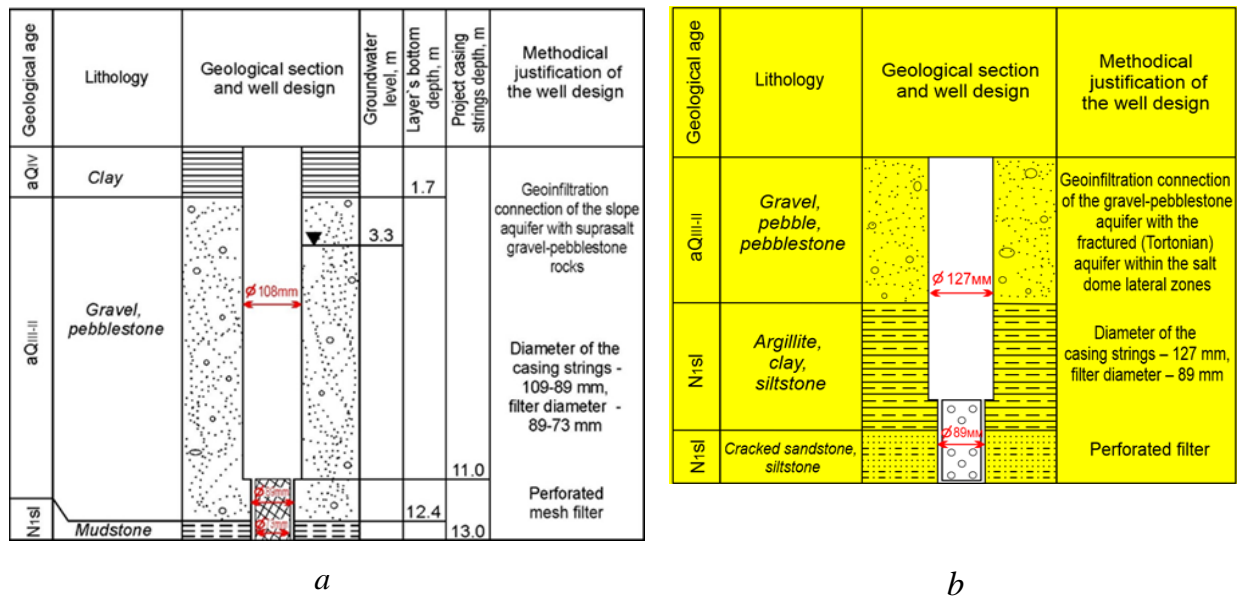 Geological age
Lithology
Geological section
and well design
Groundwater
level, m
Layer`s bottom
depth, m
Project casing
strings depth, m
Methodical
justification of
the well design
aQIV
Clay
1.7
Geoinfiltration
connection of the slope
aquifer with suprasalt
gravel-pebblestone
rocks
3.3
aQIII-II
Gravel,
pebblestone
Ø108mm
Diameter of the
casing strings -
109-89 mm,
filter diameter -
89-73 mm
11.0
Perforated
mesh filter
12.4
N1sl
Mudstone
13.0
a
Geological age
Lithology
Geological section
and well design
Methodical
justification of
the well design
aQIII-II
Gravel,
pebble,
pebblestone
Ø 127мм
Geoinfiltration connection
of the gravel-pebblestone
aquifer with the
fractured (Tortonian)
aquifer within the salt
dome lateral zones
N1sl
Argillite,
clay,
siltstone
Diameter of the
casing strings – 127 mm,
filter diameter – 89 mm
Ø89мм
N1sl
Cracked sandstone,
siltstone
Perforated filter
b